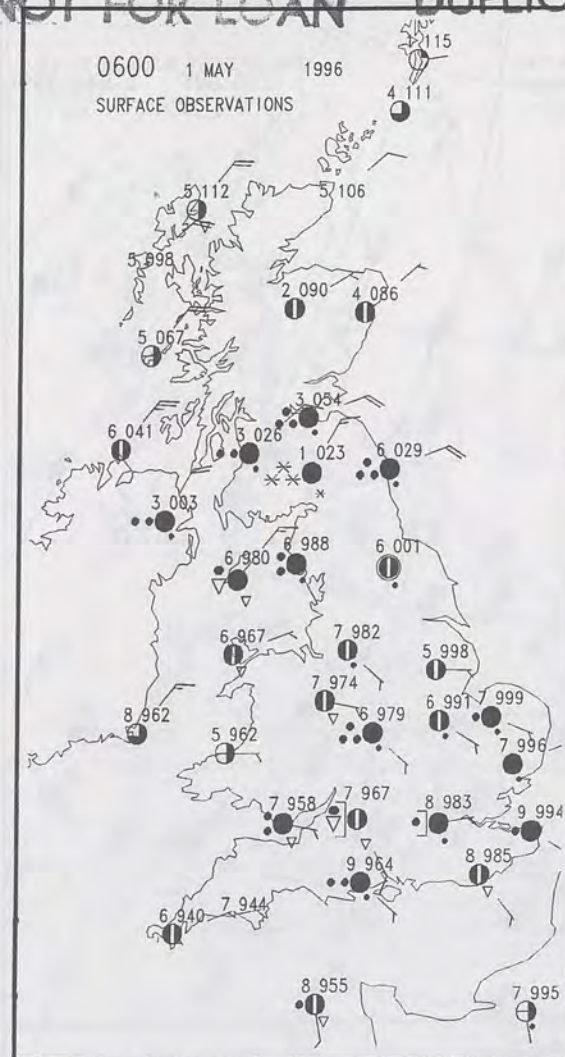 NOT FOR LOAN DUPLIC
115
0600 1 MAY 1996
4 111
SURFACE OBSERVATIONS
5 112 5 106
5 098
2 090 4 086
5 067
3 054
6 041 3 026 1 023 6 029
3 003
6 980 6 988 6 001
6 967 7 982 5 998
7 974
8 962 6 979 6 991 7 999
5 962 7 996
7 958 7 967 8 983 9 994
9 964 8 985
6 940 7 944
8 955 7 995